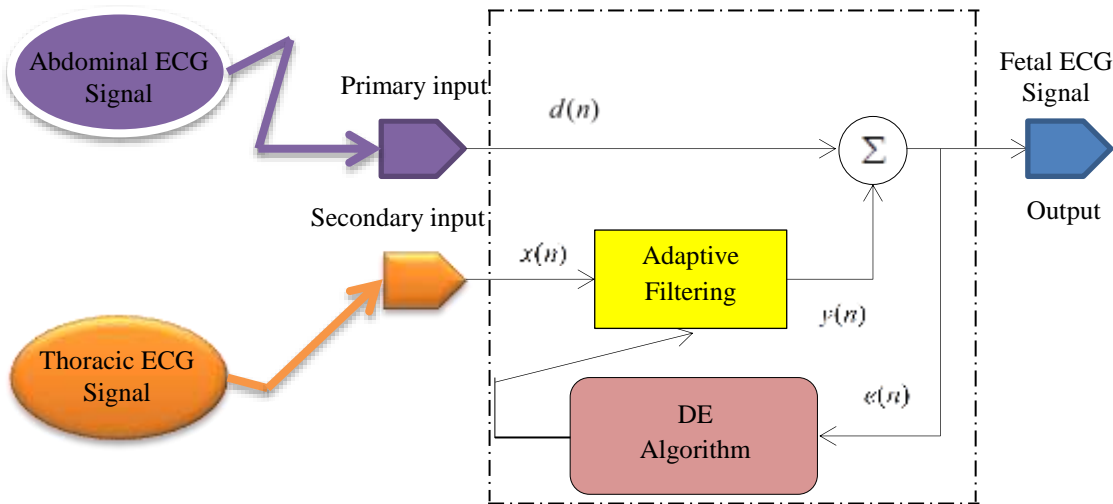 Abdominal ECG
Signal
Primary input
d(n)
Σ
Fetal ECG
Signal
Output
Secondary input
x(n)
Adaptive
Filtering
y(n)
Thoracic ECG
Signal
DE
Algorithm
e(n)